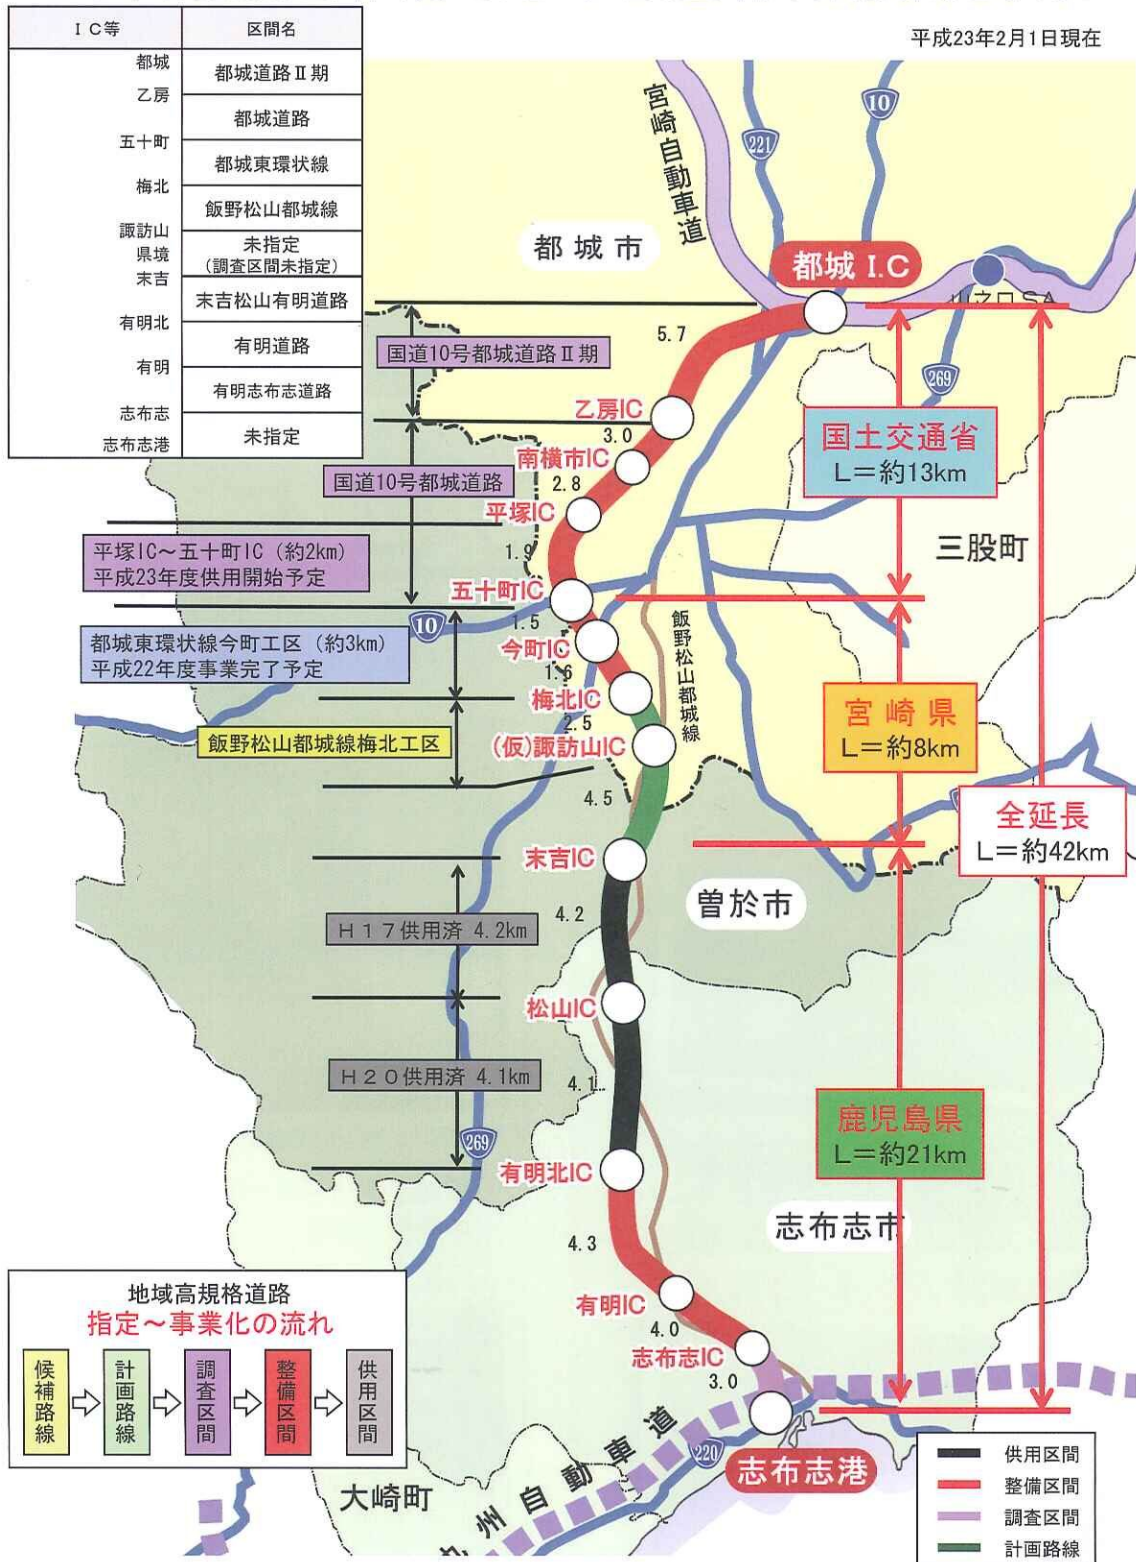 平成23年2月1日現在
IC等 区間名
都城
都城道路Ⅱ期
乙房
都城道路
五十町
都城東環状線
梅北
飯野松山都城線
諏訪山
県境
未指定
(調査区間未指定)
末吉
末吉松山有明道路
有明北
有明道路
有明
有明志布志道路
志布志
未指定
志布志港
宮崎自動車道
221
10
都城市
都城 I.C
山之口SA
5.7
国道10号都城道路Ⅱ期
269
乙房IC
3.0
国土交通省
L=約13km
南横市IC
国道10号都城道路
2.8
平塚IC
平塚IC~五十町IC(約2km)
平成23年度供用開始予定
1.9
三股町
五十町IC
10
1.5
都城東環状線今町工区(約3km)
平成22年度事業完了予定
今町IC
1.6
飯野松山都城線
梅北IC
宮崎県
L=約8km
2.5
飯野松山都城線梅北工区
(仮)諏訪山IC
4.5
全延長
L=約42km
末吉IC
曽於市
4.2
H17供用済 4.2km
松山IC
H20供用済 4.1km
4.1
鹿児島県
L=約21km
269
有明北IC
志布志市
4.3
有明IC
4.0
志布志IC
3.0
地域高規格道路
指定~事業化の流れ
候補路線
計画路線
調査区間
整備区間
供用区間
州自動車道
220
志布志港
大崎町
供用区間
整備区間
調査区間
計画路線